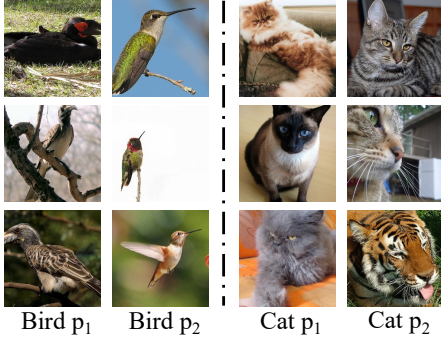 Bird p₁ Bird p₂ Cat p₁ Cat p₂